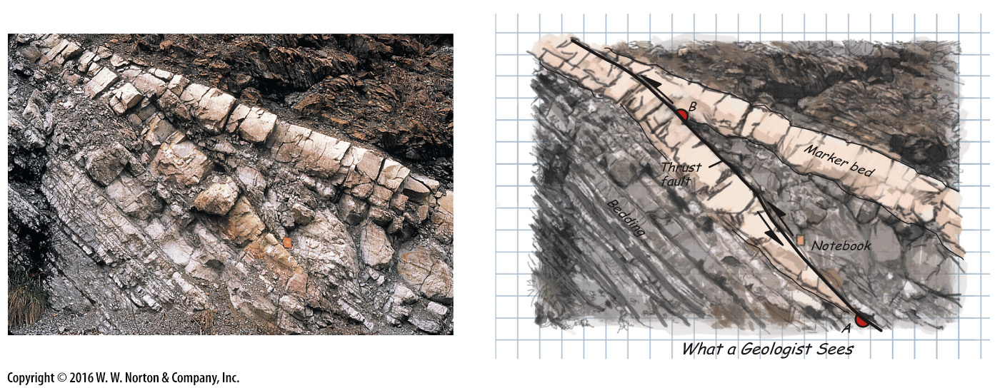 B
Marker bed
Thrust
fault
Bedding
Notebook
A
What a Geologist Sees
Copyright © 2016 W. W. Norton & Company, Inc.